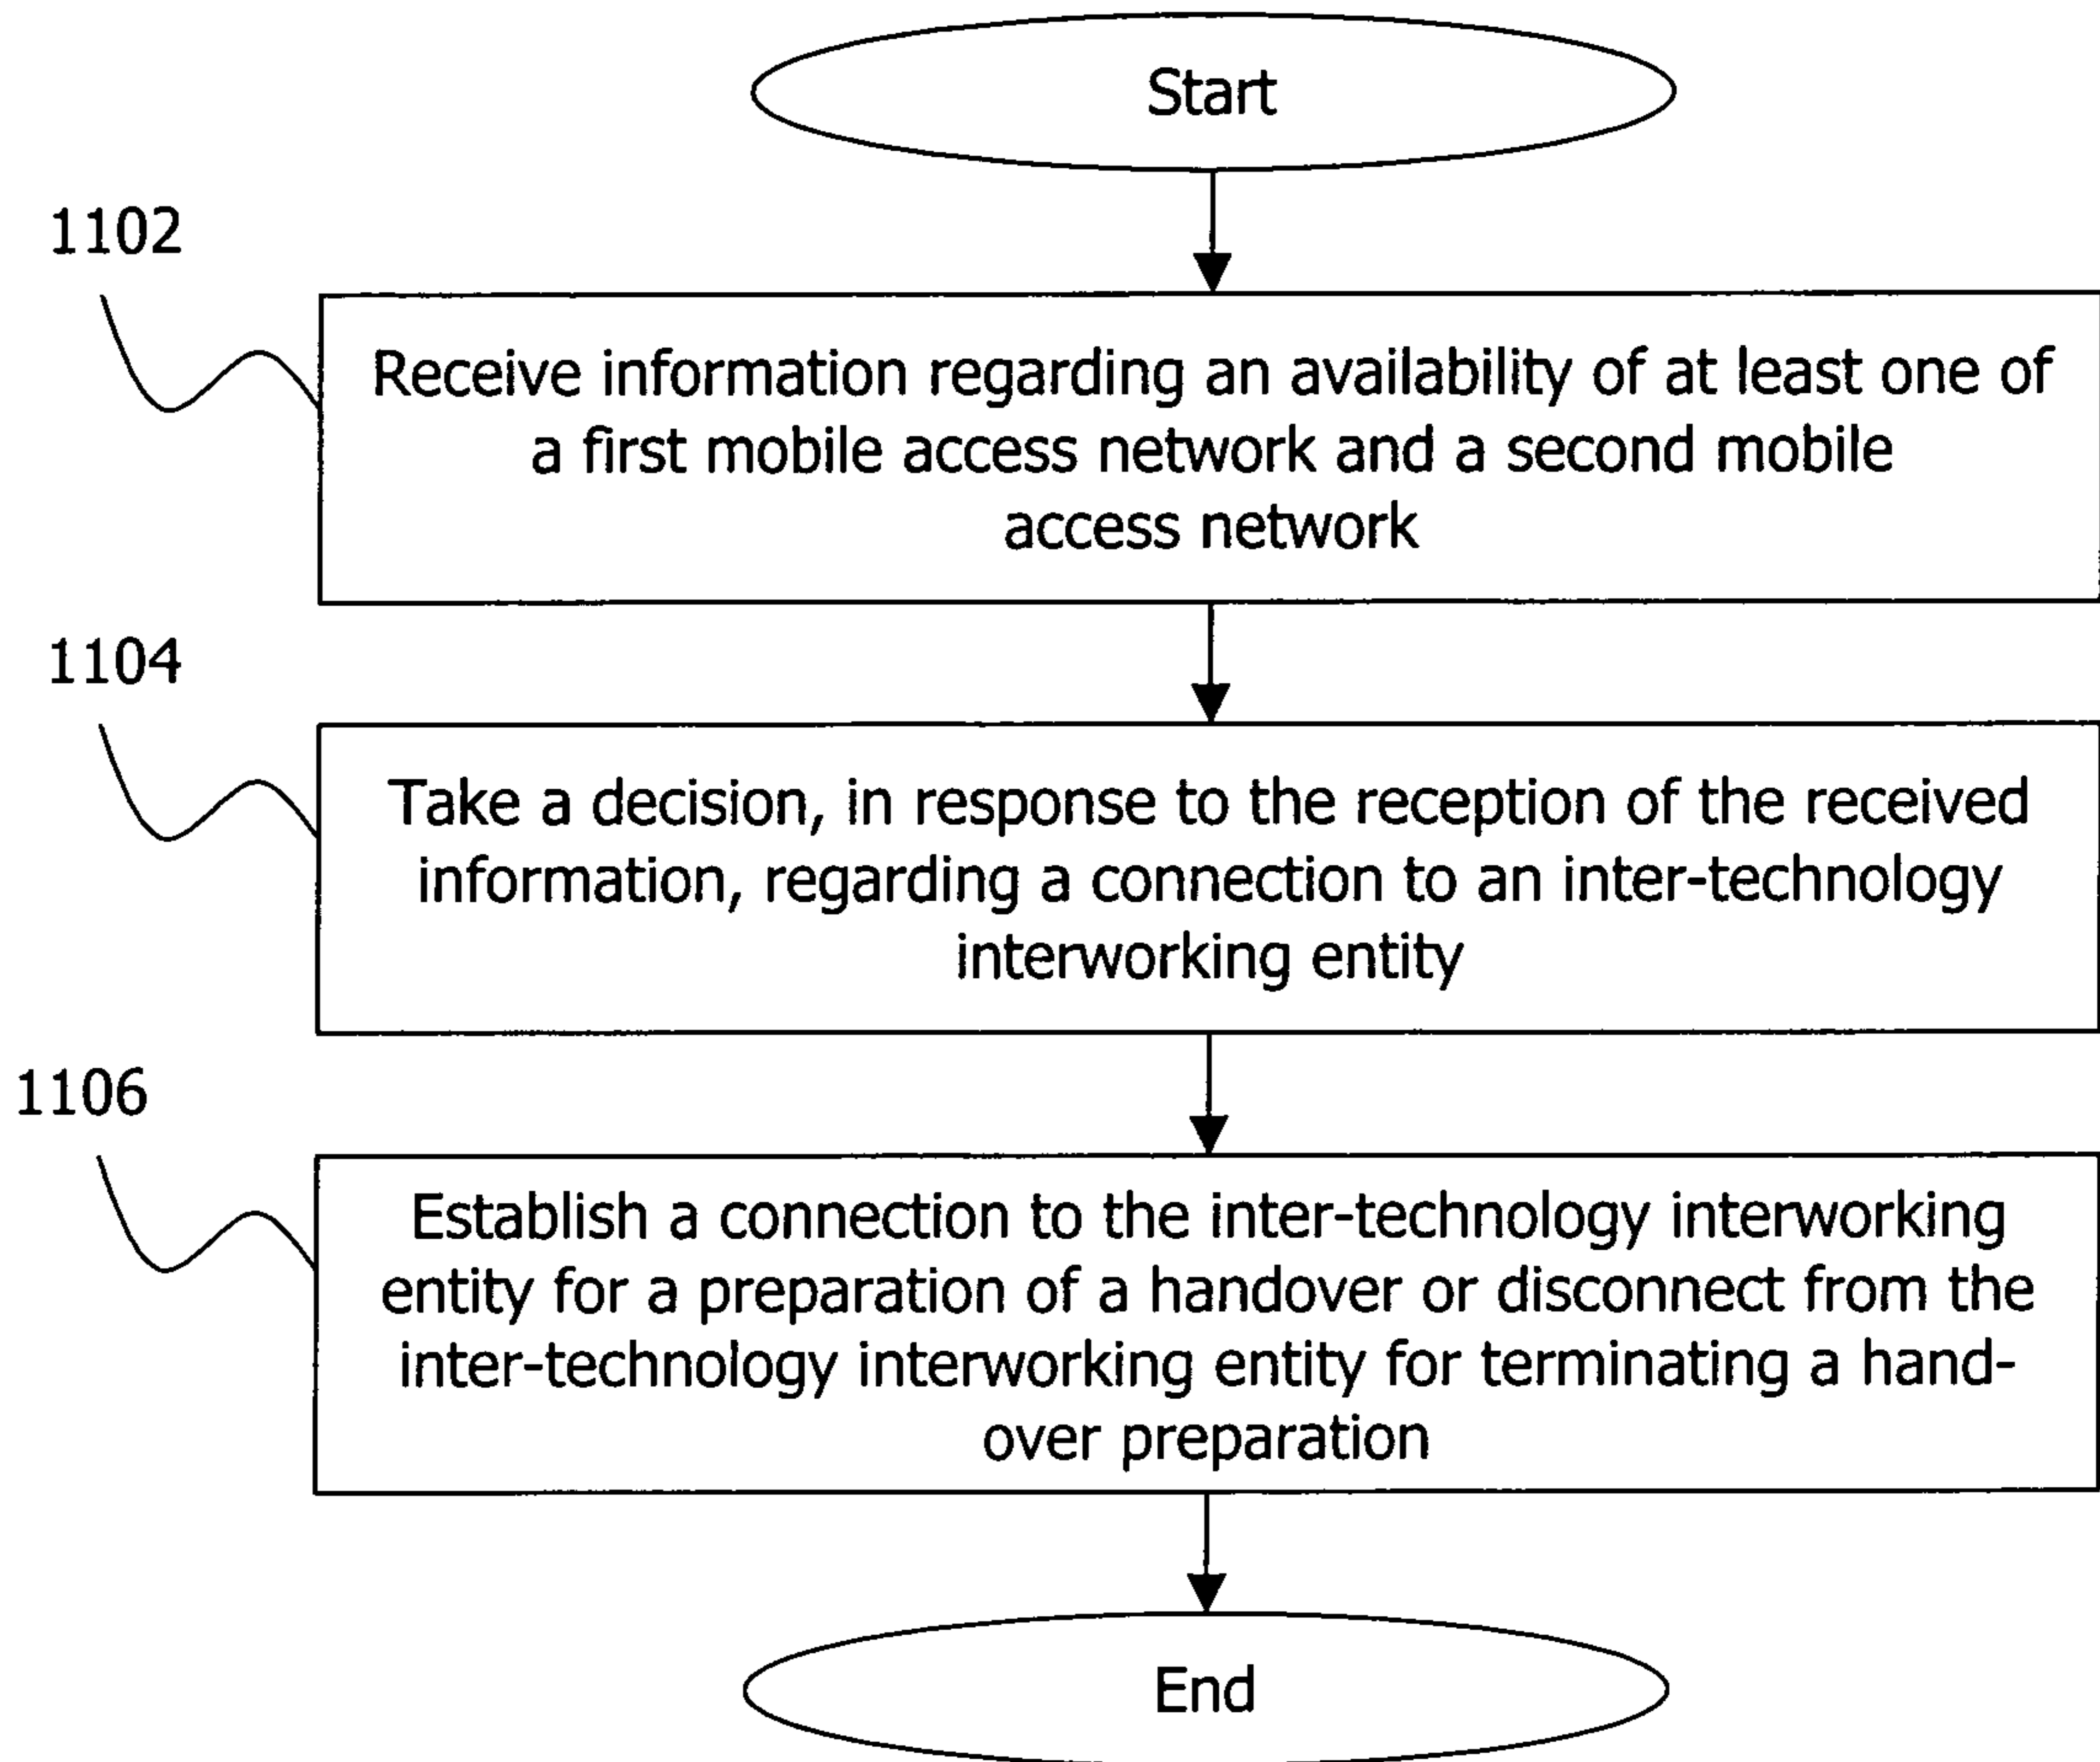 Start
1102
Receive information regarding an availability of at least one of
a first mobile access network and a second mobile
access network
1104
Take a decision, in response to the reception of the received
information, regarding a connection to an inter-technology
interworking entity
1106
Establish a connection to the inter-technology interworking
entity for a preparation of a handover or disconnect from the
inter-technology interworking entity for terminating a hand-
over preparation
End